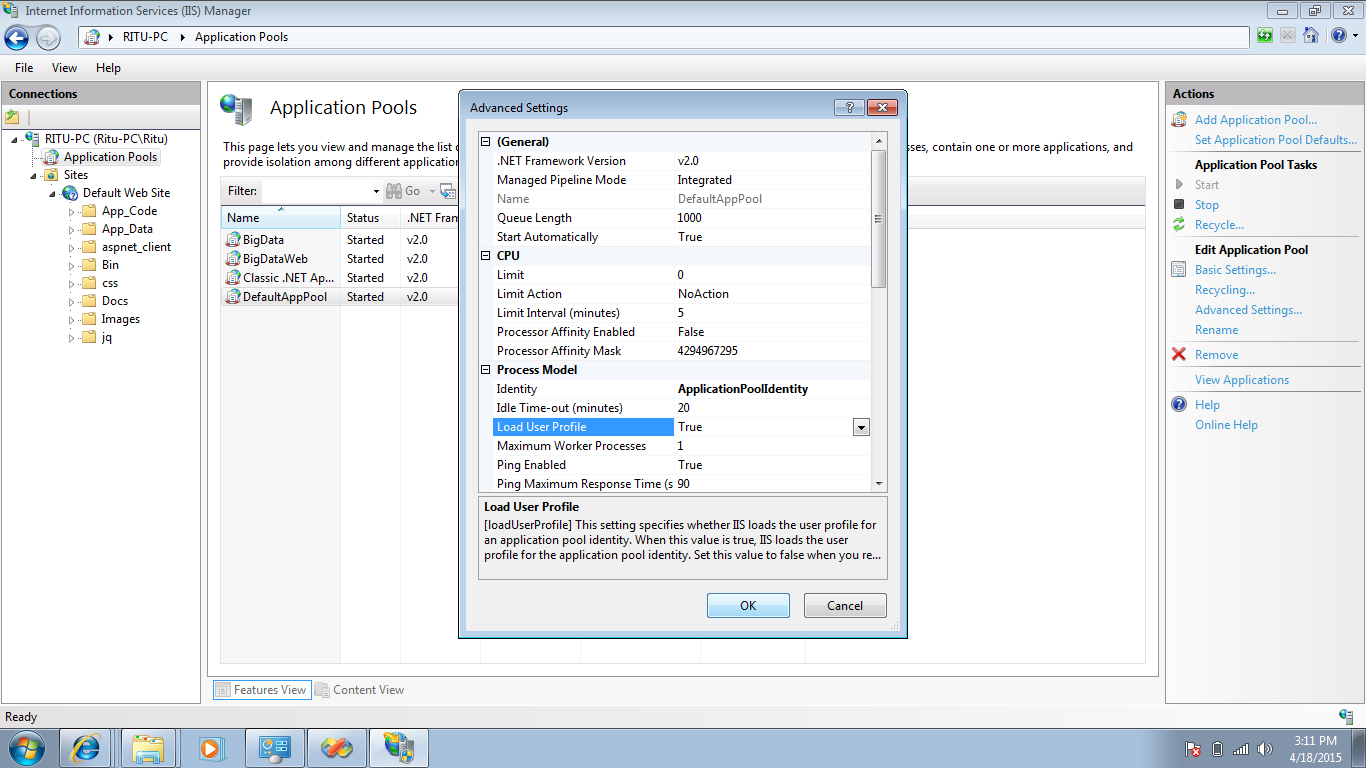 Internet Information Services (IIS) Manager
RITU-PC
Application Pools
File View Help
Connections
RITU-PC (Ritu-PC\Ritu)
Application Pools
Sites
Default Web Site
App_Code
App_Data
aspnet_client
Bin
css
Docs
Images
jq
Application Pools
This page lets you view and manage the list
provide isolation among different application
esses, contain one or more applications, and
Filter: Go
Name Status .NET Fram
BigData Started v2.0
BigDataWeb Started v2.0
Classic .NET Ap... Started v2.0
DefaultAppPool Started v2.0
Features View Content View
Advanced Settings
(General)
.NET Framework Version v2.0
Managed Pipeline Mode Integrated
Name DefaultAppPool
Queue Length 1000
Start Automatically True
CPU
Limit 0
Limit Action NoAction
Limit Interval (minutes) 5
Processor Affinity Enabled False
Processor Affinity Mask 4294967295
Process Model
Identity ApplicationPoolIdentity
Idle Time-out (minutes) 20
Load User Profile True
Maximum Worker Processes 1
Ping Enabled True
Ping Maximum Response Time (s 90
Load User Profile
[loadUserProfile] This setting specifies whether IIS loads the user profile for
an application pool identity. When this value is true, IIS loads the user
profile for the application pool identity. Set this value to false when you re...
OK Cancel
Actions
Add Application Pool...
Set Application Pool Defaults...
Application Pool Tasks
Start
Stop
Recycle...
Edit Application Pool
Basic Settings...
Recycling...
Advanced Settings...
Rename
Remove
View Applications
Help
Online Help
Ready
3:11 PM
4/18/2015